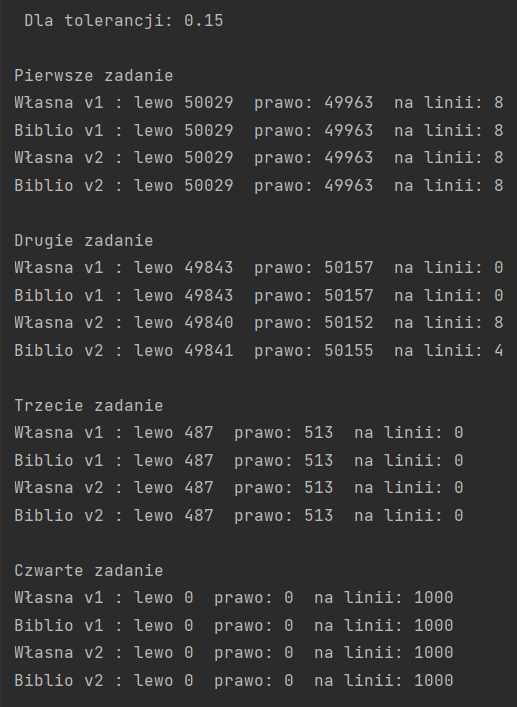 Dla tolerancji: 0.15
Pierwsze zadanie
Własna v1 : lewo 50029 prawo: 49963 na linii: 8
Biblio v1 : lewo 50029 prawo: 49963 na linii: 8
Własna v2 : lewo 50029 prawo: 49963 na linii: 8
Biblio v2 : lewo 50029 prawo: 49963 na linii: 8
Drugie zadanie
Własna v1 : lewo 49843 prawo: 50157 na linii: 0
Biblio v1 : lewo 49843 prawo: 50157 na linii: 0
Własna v2 : lewo 49840 prawo: 50152 na linii: 8
Biblio v2 : lewo 49841 prawo: 50155 na linii: 4
Trzecie zadanie
Własna v1 : lewo 487 prawo: 513 na linii: 0
Biblio v1 : lewo 487 prawo: 513 na linii: 0
Własna v2 : lewo 487 prawo: 513 na linii: 0
Biblio v2 : lewo 487 prawo: 513 na linii: 0
Czwarte zadanie
Własna v1 : lewo 0 prawo: 0 na linii: 1000
Biblio v1 : lewo 0 prawo: 0 na linii: 1000
Własna v2 : lewo 0 prawo: 0 na linii: 1000
Biblio v2 : lewo 0 prawo: 0 na linii: 1000